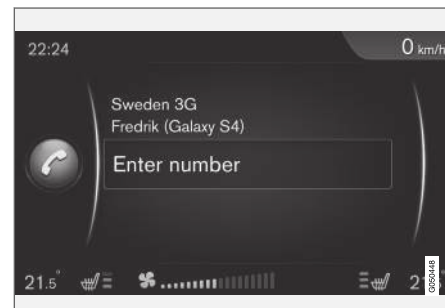 22:24
0 km/h
Sweden 3G
Fredrik (Galaxy S4)
Enter number
21.5°
G050448